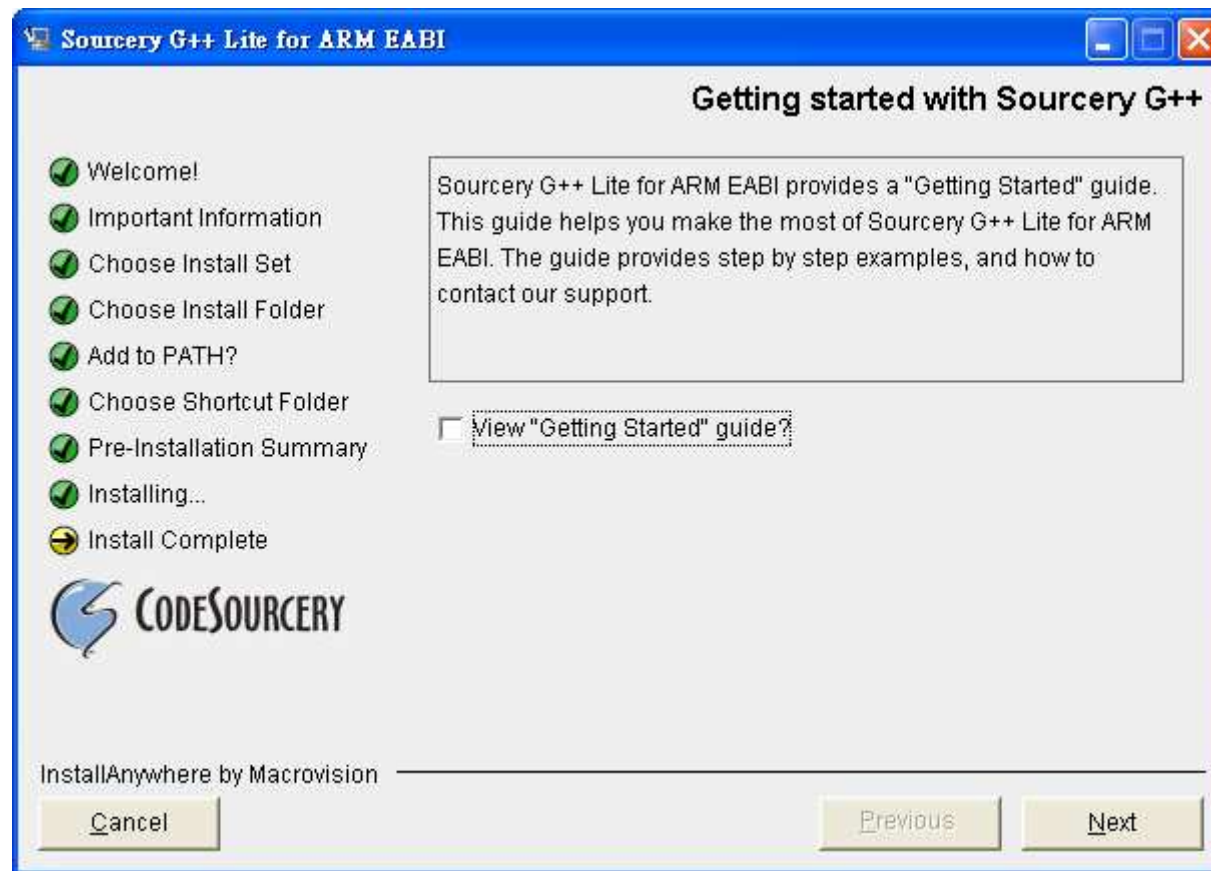 Sourcery G++ Lite for ARM EABI
Getting started with Sourcery G++
Welcome!
Important Information
Choose Install Set
Choose Install Folder
Add to PATH?
Choose Shortcut Folder
Pre-Installation Summary
Installing...
Install Complete
CODESOURCERY
Sourcery G++ Lite for ARM EABI provides a "Getting Started" guide.
This guide helps you make the most of Sourcery G++ Lite for ARM
EABI. The guide provides step by step examples, and how to
contact our support.
View "Getting Started" guide?
InstallAnywhere by Macrovision
Cancel
Previous
Next